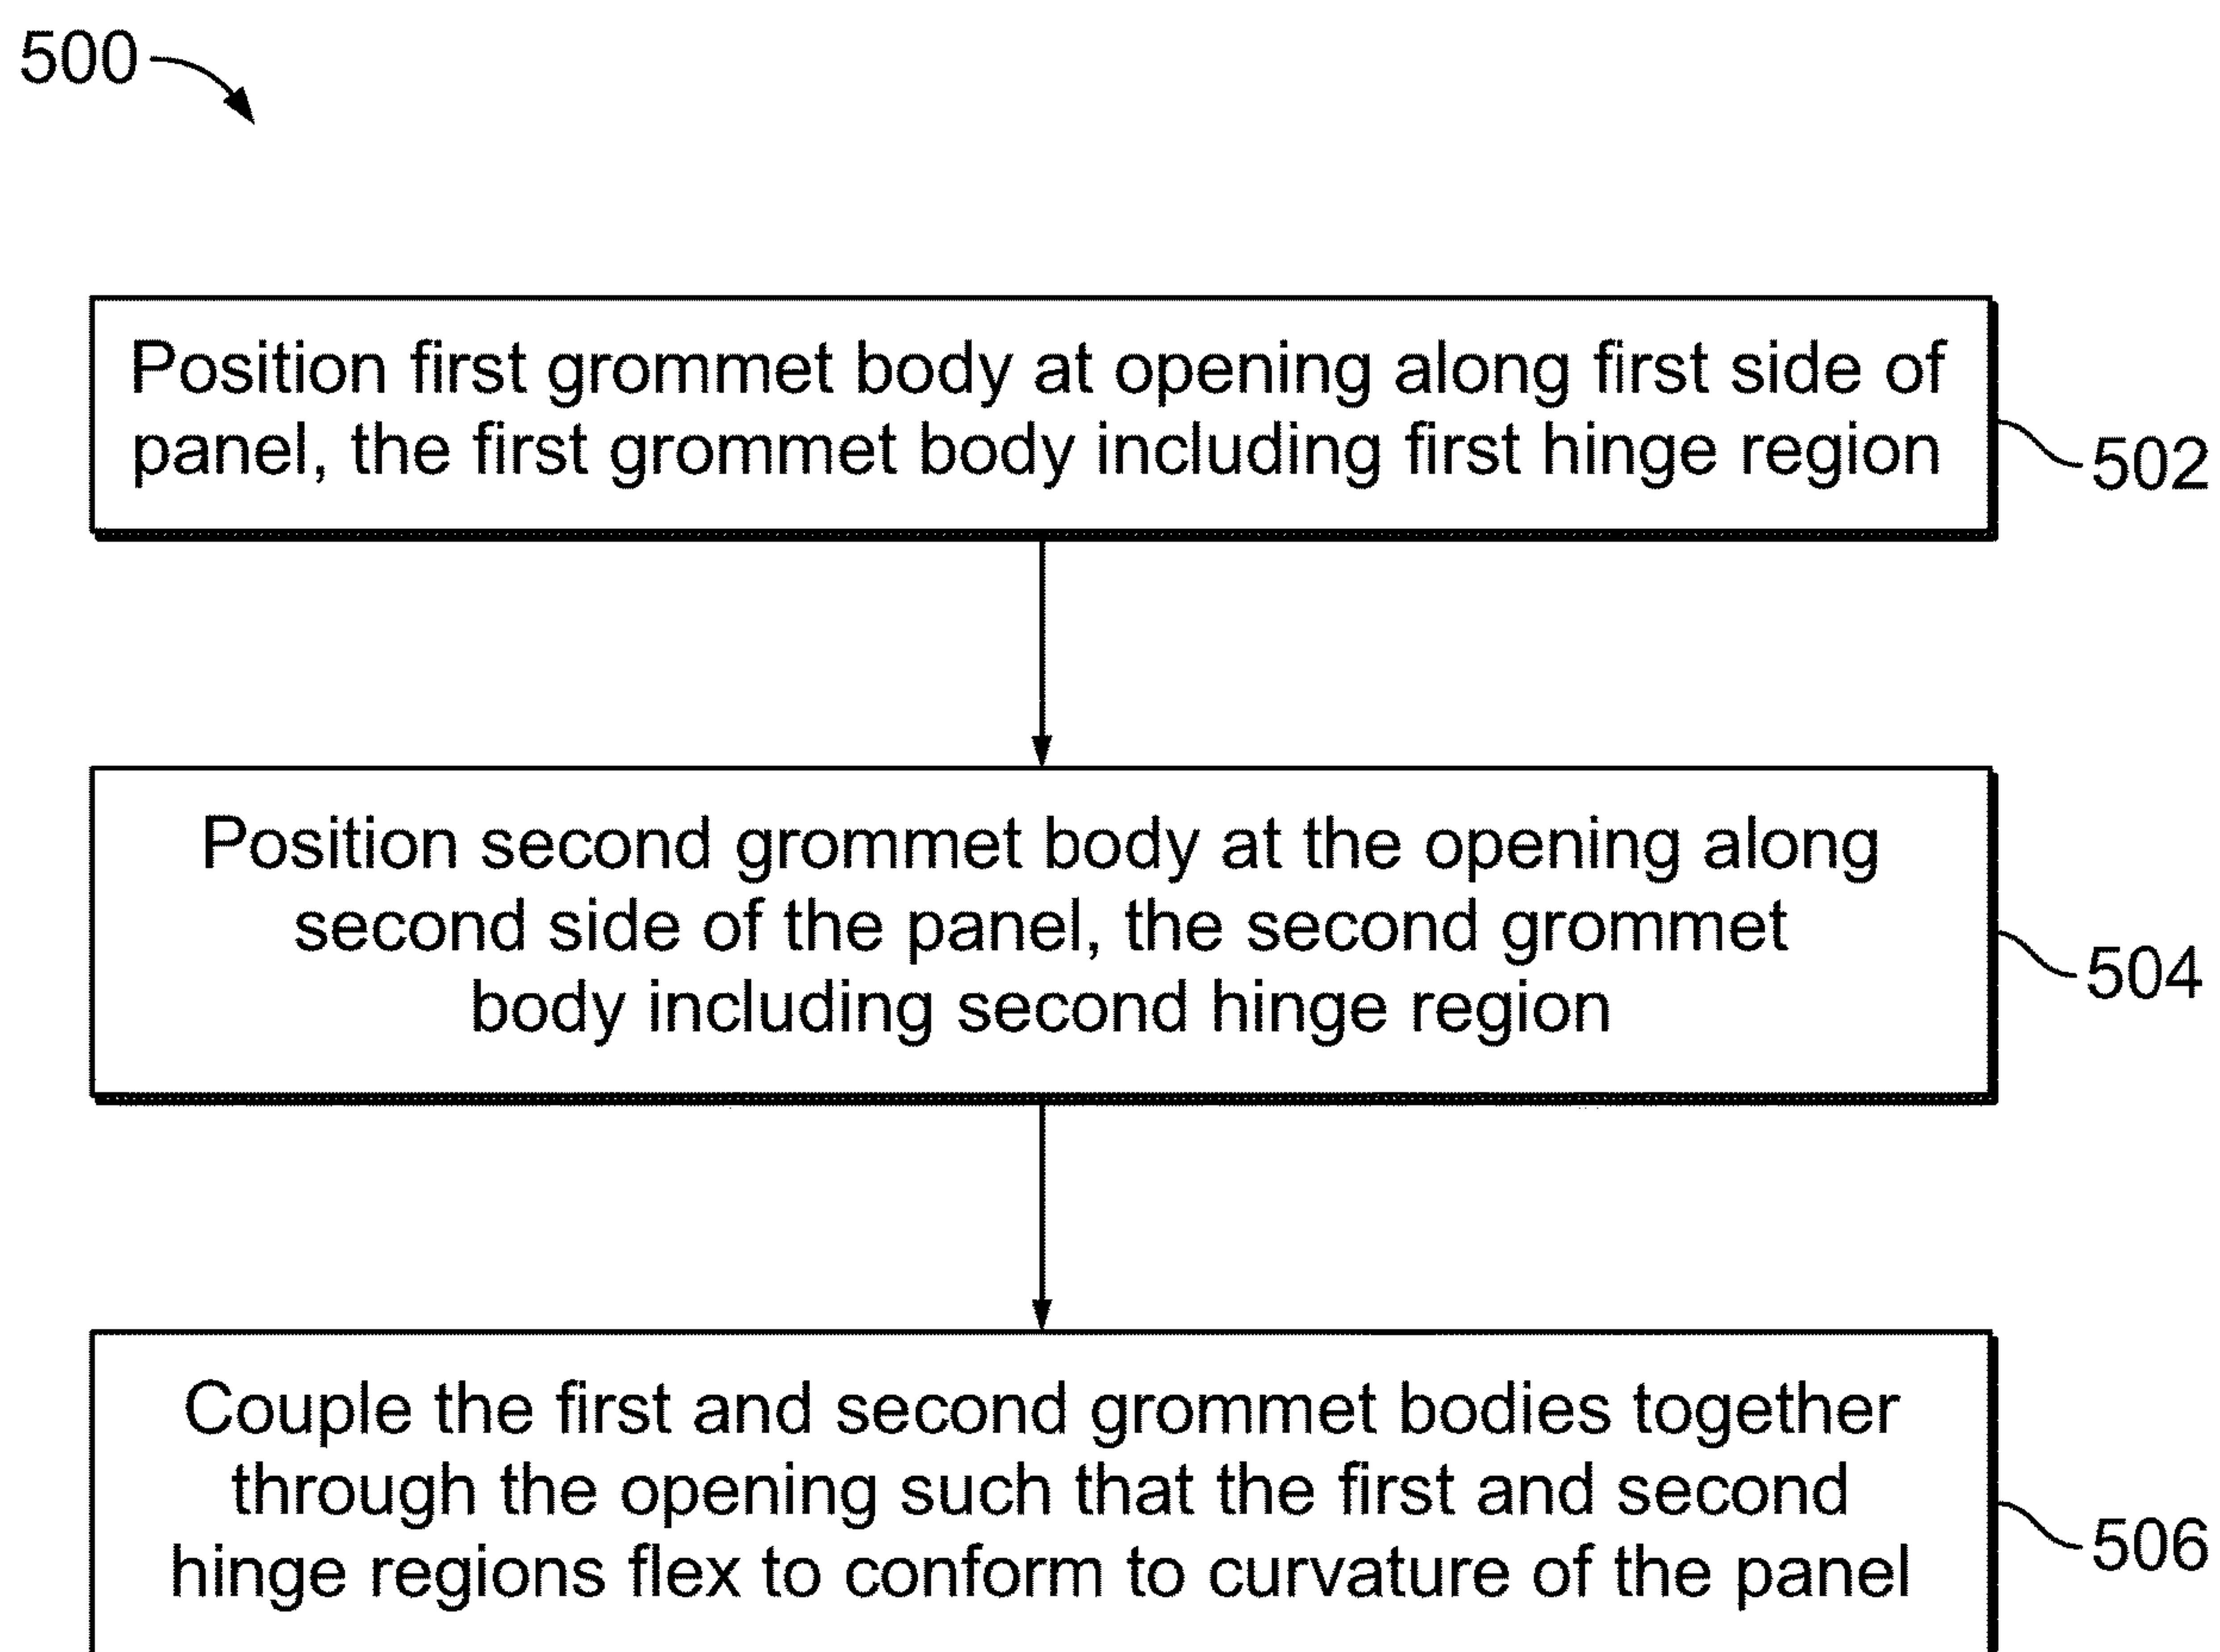 500
Position first grommet body at opening along first side of
panel, the first grommet body including first hinge region
502
Position second grommet body at the opening along
second side of the panel, the second grommet
body including second hinge region
504
Couple the first and second grommet bodies together
through the opening such that the first and second
hinge regions flex to conform to curvature of the panel
506